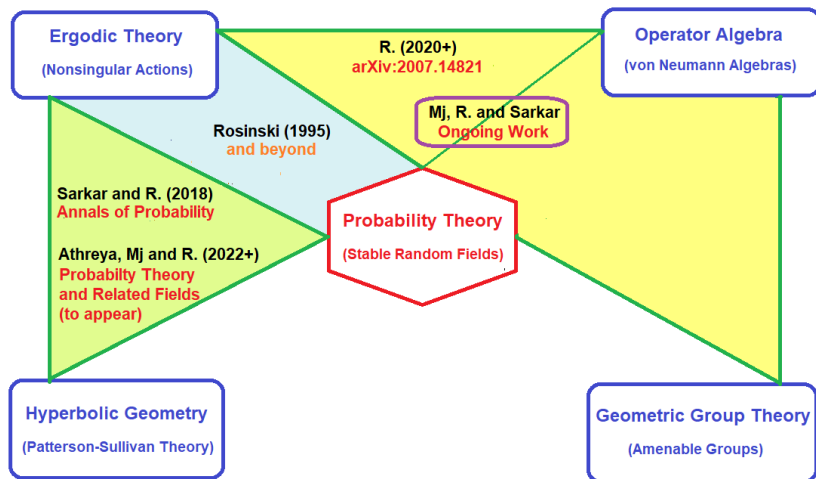 Ergodic Theory
(Nonsingular Actions)
R. (2020+)
arXiv:2007.14821
Operator Algebra
(von Neumann Algebras)
Mj, R. and Sarkar
Ongoing Work
Rosinski (1995)
and beyond
Sarkar and R. (2018)
Annals of Probability
Athreya, Mj and R. (2022+)
Probabilty Theory
and Related Fields
(to appear)
Probability Theory
(Stable Random Fields)
Hyperbolic Geometry
(Patterson-Sullivan Theory)
Geometric Group Theory
(Amenable Groups)